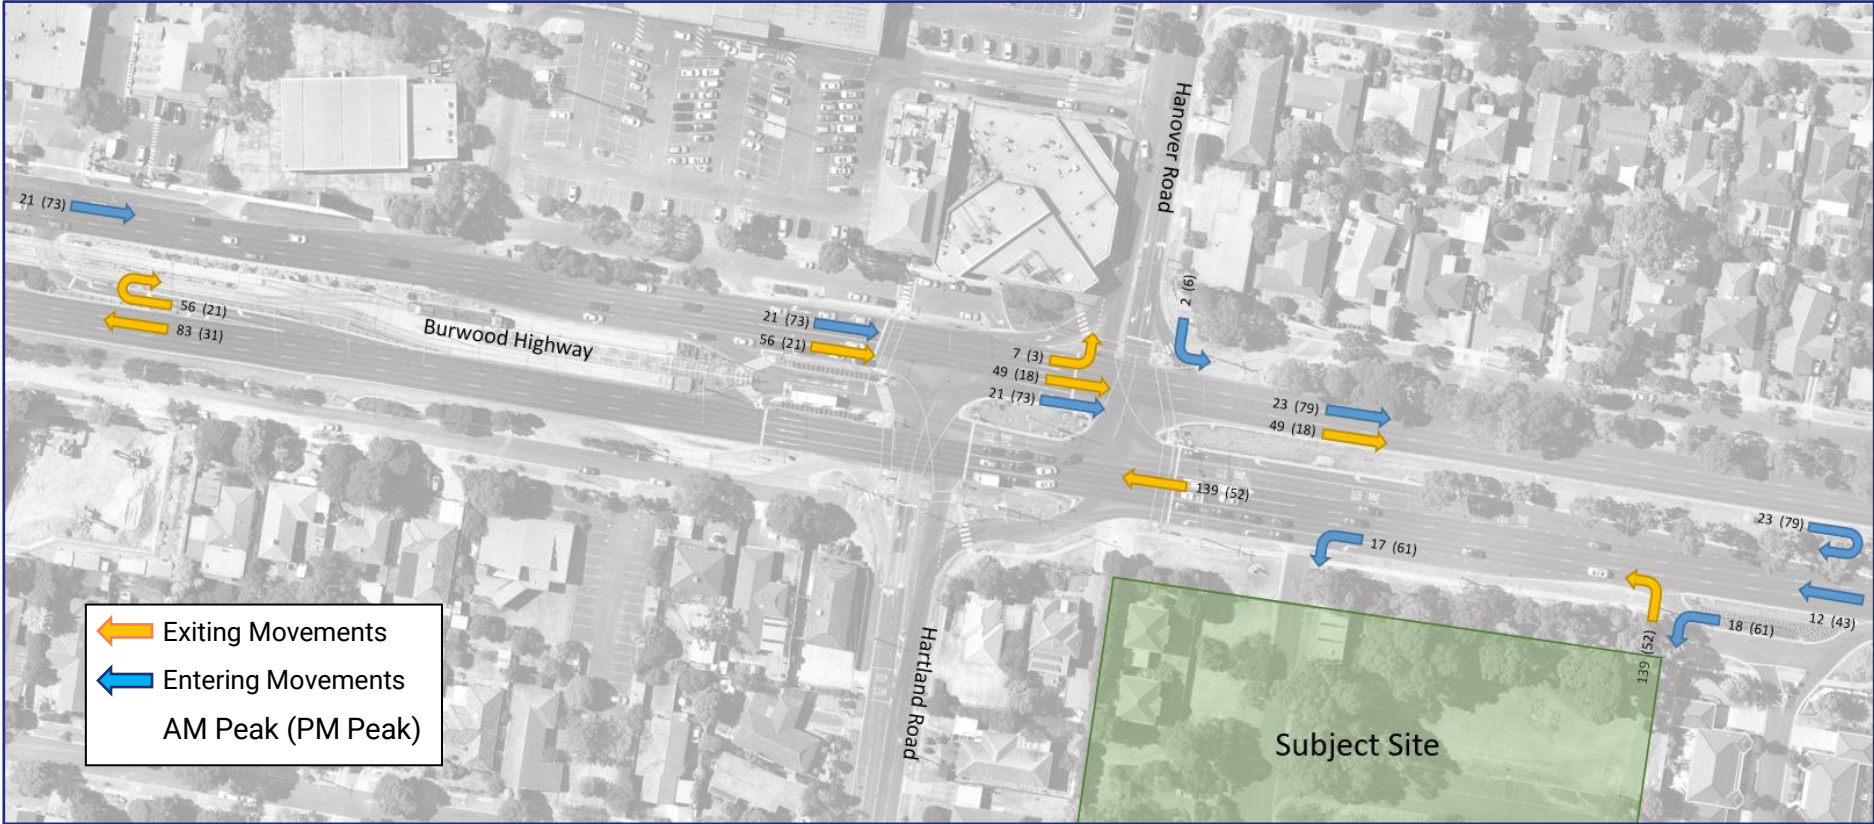 Hanover Road
21 (73)
2 (6)
56 (21)
83 (31)
Burwood Highway
21 (73)
56 (21)
7 (3)
49 (18)
21 (73)
23 (79)
49 (18)
139 (52)
23 (79)
17 (61)
12 (43)
18 (61)
139 (52)
Hartland Road
Subject Site
Exiting Movements
Entering Movements
AM Peak (PM Peak)